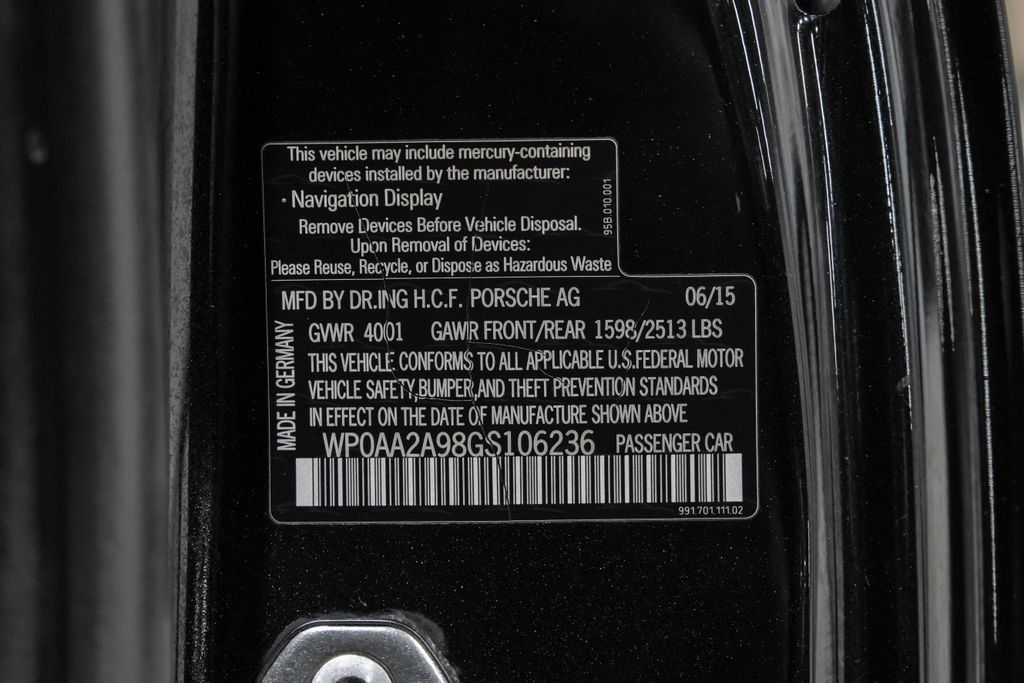 This vehicle may include mercury-containing
devices installed by the manufacturer:
· Navigation Display
Remove Devices Before Vehicle Disposal.
Upon Removal of Devices:
Please Reuse, Recycle, or Dispose as Hazardous Waste
95B 010 001
MFD BY DR.ING H.C.F. PORSCHE AG 06/15
GVWR 4001 GAWR FRONT/REAR 1598/2513 LBS
THIS VEHICLE CONFORMS TO ALL APPLICABLE U.S.FEDERAL MOTOR
VEHICLE SAFETY,BUMPER,AND THEFT PREVENTION STANDARDS
IN EFFECT ON THE DATE OF MANUFACTURE SHOWN ABOVE
MADE IN GERMANY
WP0AA2A98GS106236 PASSENGER CAR
991.701.111.02